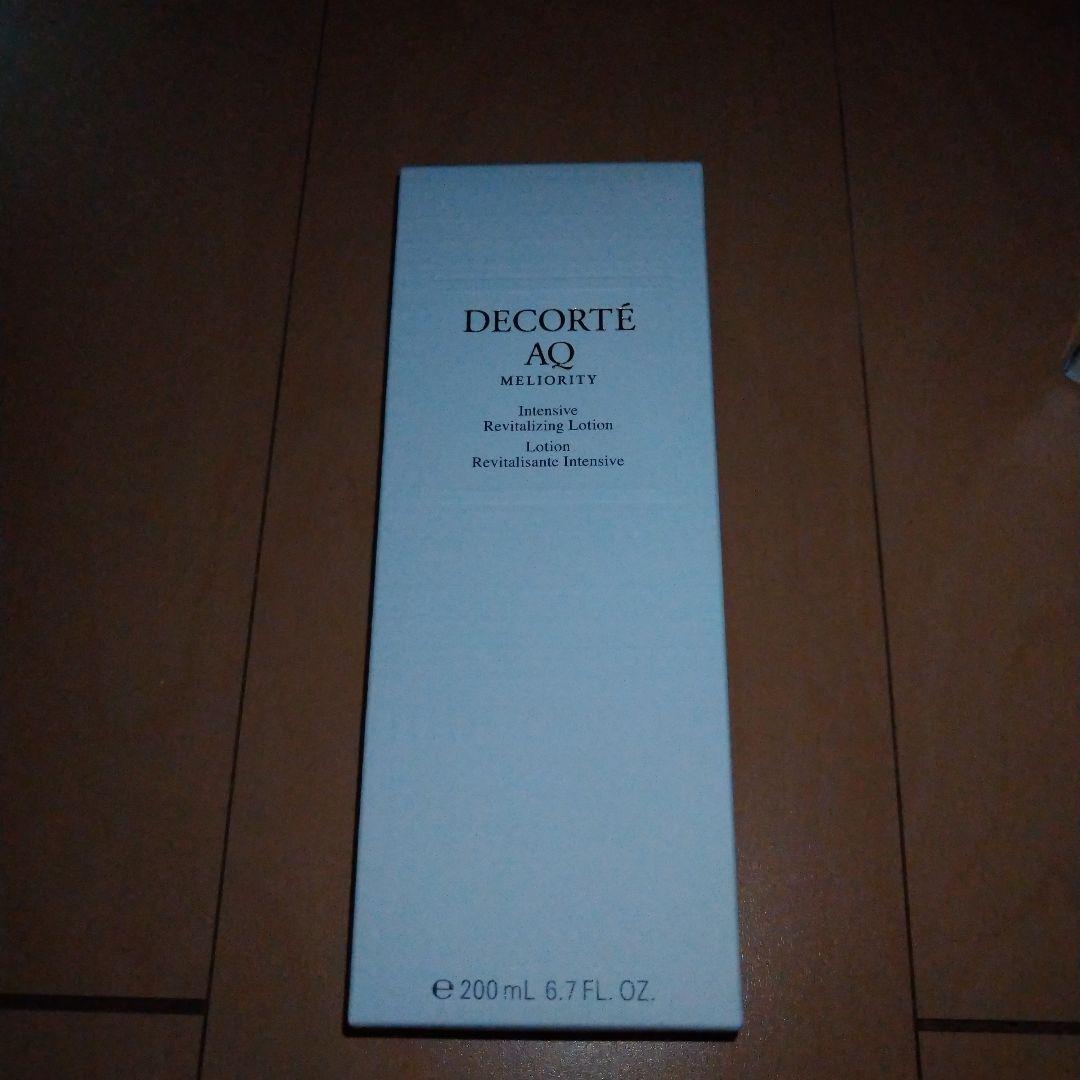 DECORTÉ
AQ
MELIORITY
Intensive
Revitalizing Lotion
Lotion
Revitalisante Intensive
℮ 200 mL 6.7 FL. OZ.